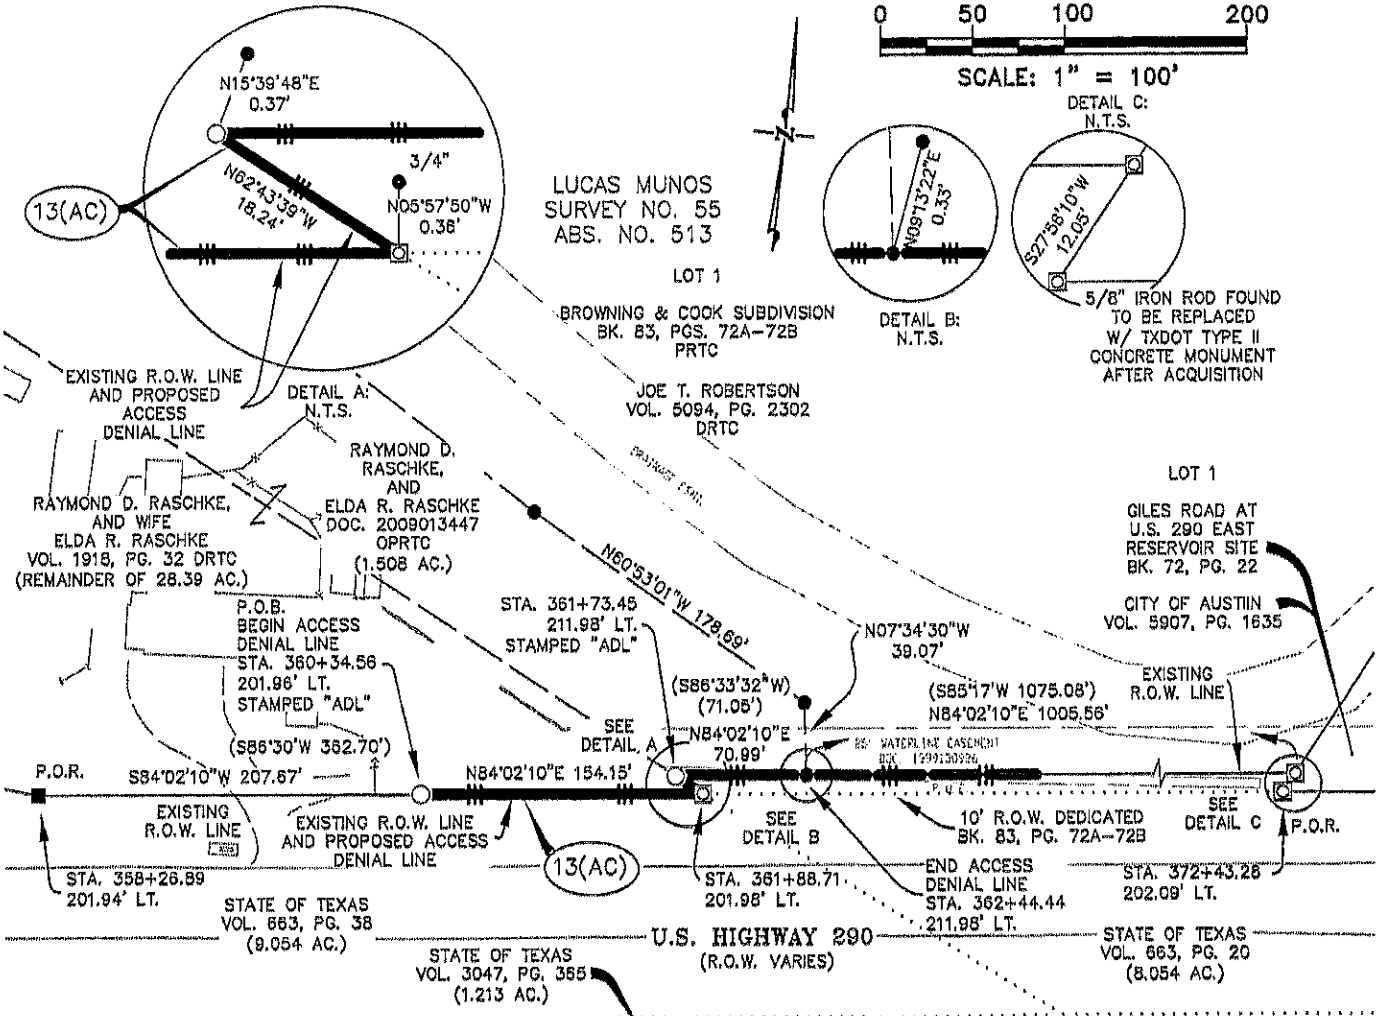 0 50 100 200
SCALE: 1" = 100'
DETAIL C:
N.T.S.
N15°39'48"E
0.37'
3/4"
N62°43'39"W
18.24'
N05°57'50"W
0.36'
13(AC)
LUCAS MUNOS
SURVEY NO. 55
ABS. NO. 513
N
N09°13'22"E
0.33'
DETAIL B:
N.T.S.
S27°56'10"W
12.05'
5/8" IRON ROD FOUND
TO BE REPLACED
W/ TXDOT TYPE II
CONCRETE MONUMENT
AFTER ACQUISITION
LOT 1
BROWNING & COOK SUBDIVISION
BK. 83, PGS. 72A-72B
PRTC
JOE T. ROBERTSON
VOL. 5094, PG. 2302
DRTC
EXISTING R.O.W. LINE
AND PROPOSED
ACCESS
DENIAL LINE
DETAIL A:
N.T.S.
RAYMOND D.
RASCHKE,
AND
ELDA R. RASCHKE
DOC. 2009013447
OPRTC
(1.508 AC.)
RAYMOND D. RASCHKE,
AND WIFE
ELDA R. RASCHKE
VOL. 1918, PG. 32 DRTC
(REMAINDER OF 28.39 AC.)
LOT 1
GILES ROAD AT
U.S. 290 EAST
RESERVOIR SITE
BK. 72, PG. 22
CITY OF AUSTIIN
VOL. 5907, PG. 1635
DRAINAGE ESM.
N60°53'01"W 178.69'
P.O.B.
BEGIN ACCESS
DENIAL LINE
STA. 360+34.56
201.96' LT.
STAMPED "ADL"
STA. 361+73.45
211.98' LT.
STAMPED "ADL"
N07°34'30"W
39.07'
(S86°33'32"W)
(71.05')
N84°02'10"E
70.99'
SEE
DETAIL A
(S85°17'W 1075.08')
N84°02'10"E 1005.56'
EXISTING
R.O.W. LINE
(S86°30'W 362.70')
P.O.R.
S84°02'10"W 207.67'
N84°02'10"E 154.15'
WATERLINE EASEMENT
P.U.E.
EXISTING
R.O.W. LINE
EXISTING R.O.W. LINE
AND PROPOSED ACCESS
DENIAL LINE
13(AC)
SEE
DETAIL B
10' R.O.W. DEDICATED
BK. 83, PG. 72A-72B
SEE
DETAIL C
P.O.R.
STA. 358+26.89
201.94' LT.
STA. 361+88.71
201.98' LT.
END ACCESS
DENIAL LINE
STA. 362+44.44
211.98' LT.
STA. 372+43.28
202.09' LT.
STATE OF TEXAS
VOL. 663, PG. 38
(9.054 AC.)
U.S. HIGHWAY 290
(R.O.W. VARIES)
STATE OF TEXAS
VOL. 3047, PG. 365
(1.213 AC.)
STATE OF TEXAS
VOL. 663, PG. 20
(8.054 AC.)